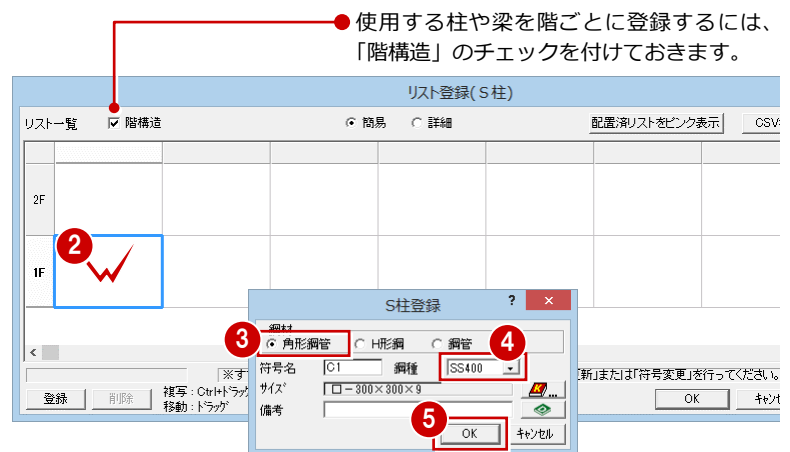 使用する柱や梁を階ごとに登録するには、
「階構造」のチェックを付けておきます。
リスト登録(S柱)
リスト一覧 階構造 簡易 詳細 配置済リストをピンク表示 CSV
2F
2
1F
S柱登録 ? ×
鋼材
3 角形鋼管 H形鋼 鋼管 4
符号名 C1 鋼種 SS400
サイズ □-300×300×9 ...
備考
5 OK キャンセル
※す
新」または「符号変更」を行ってください。
登録 削除 複写:Ctrl+ドラッグ
移動:ドラッグ
OK キャン